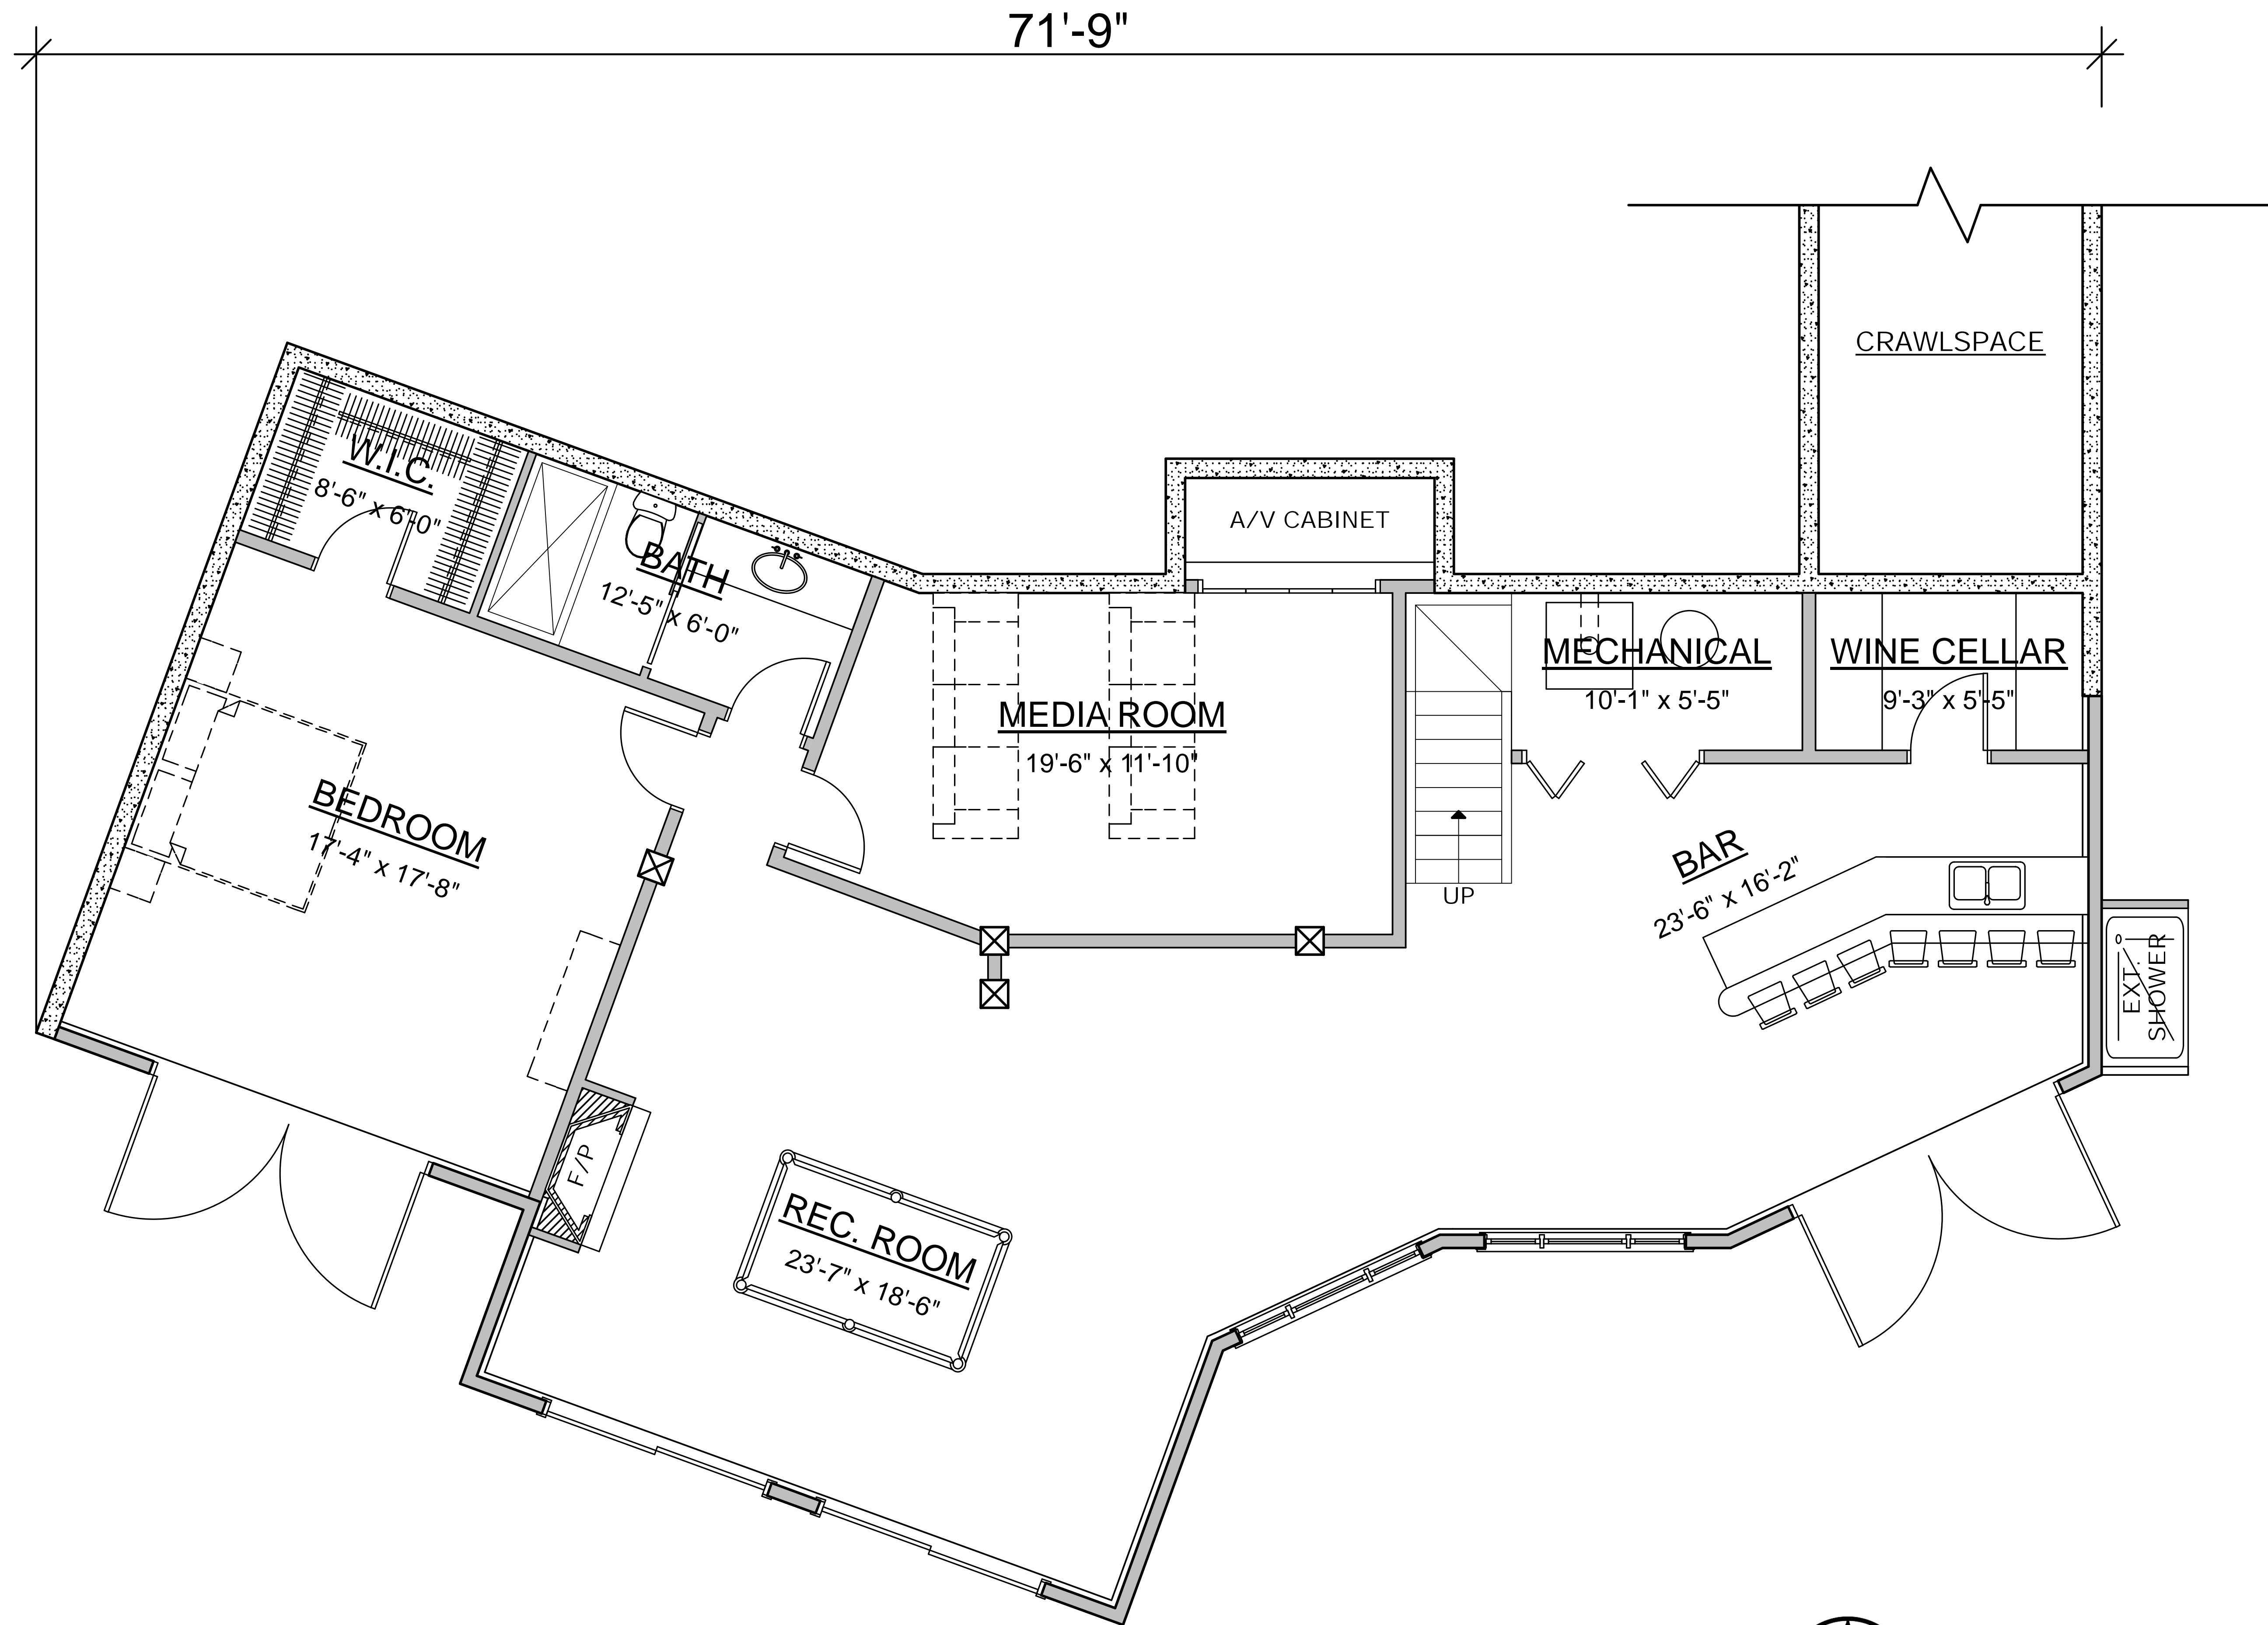 71'-9"
CRAWLSPACE
W.I.C.
8'-6" x 6'-0"
A/V CABINET
BATH
12'-5" x 6'-0"
MEDIA ROOM
19'-6" x 11'-10"
MECHANICAL
10'-1" x 5'-5"
WINE CELLAR
9'-3" x 5'-5"
BEDROOM
17'-4" x 17'-8"
UP
BAR
23'-6" x 16'-2"
EXT.
SHOWER
F/P
REC. ROOM
23'-7" x 18'-6"